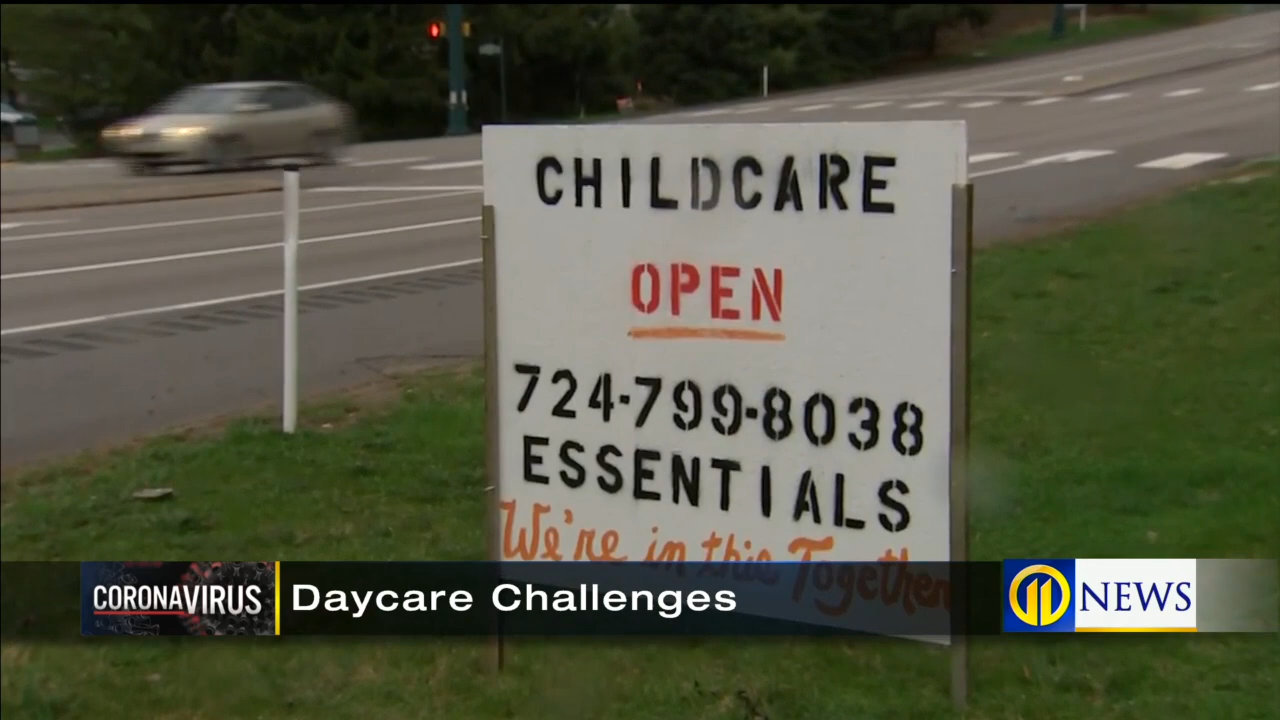 CHILDCARE
OPEN
724-799-8038
ESSENTIALS
We're in this Together
CORONAVIRUS
Daycare Challenges
11 NEWS